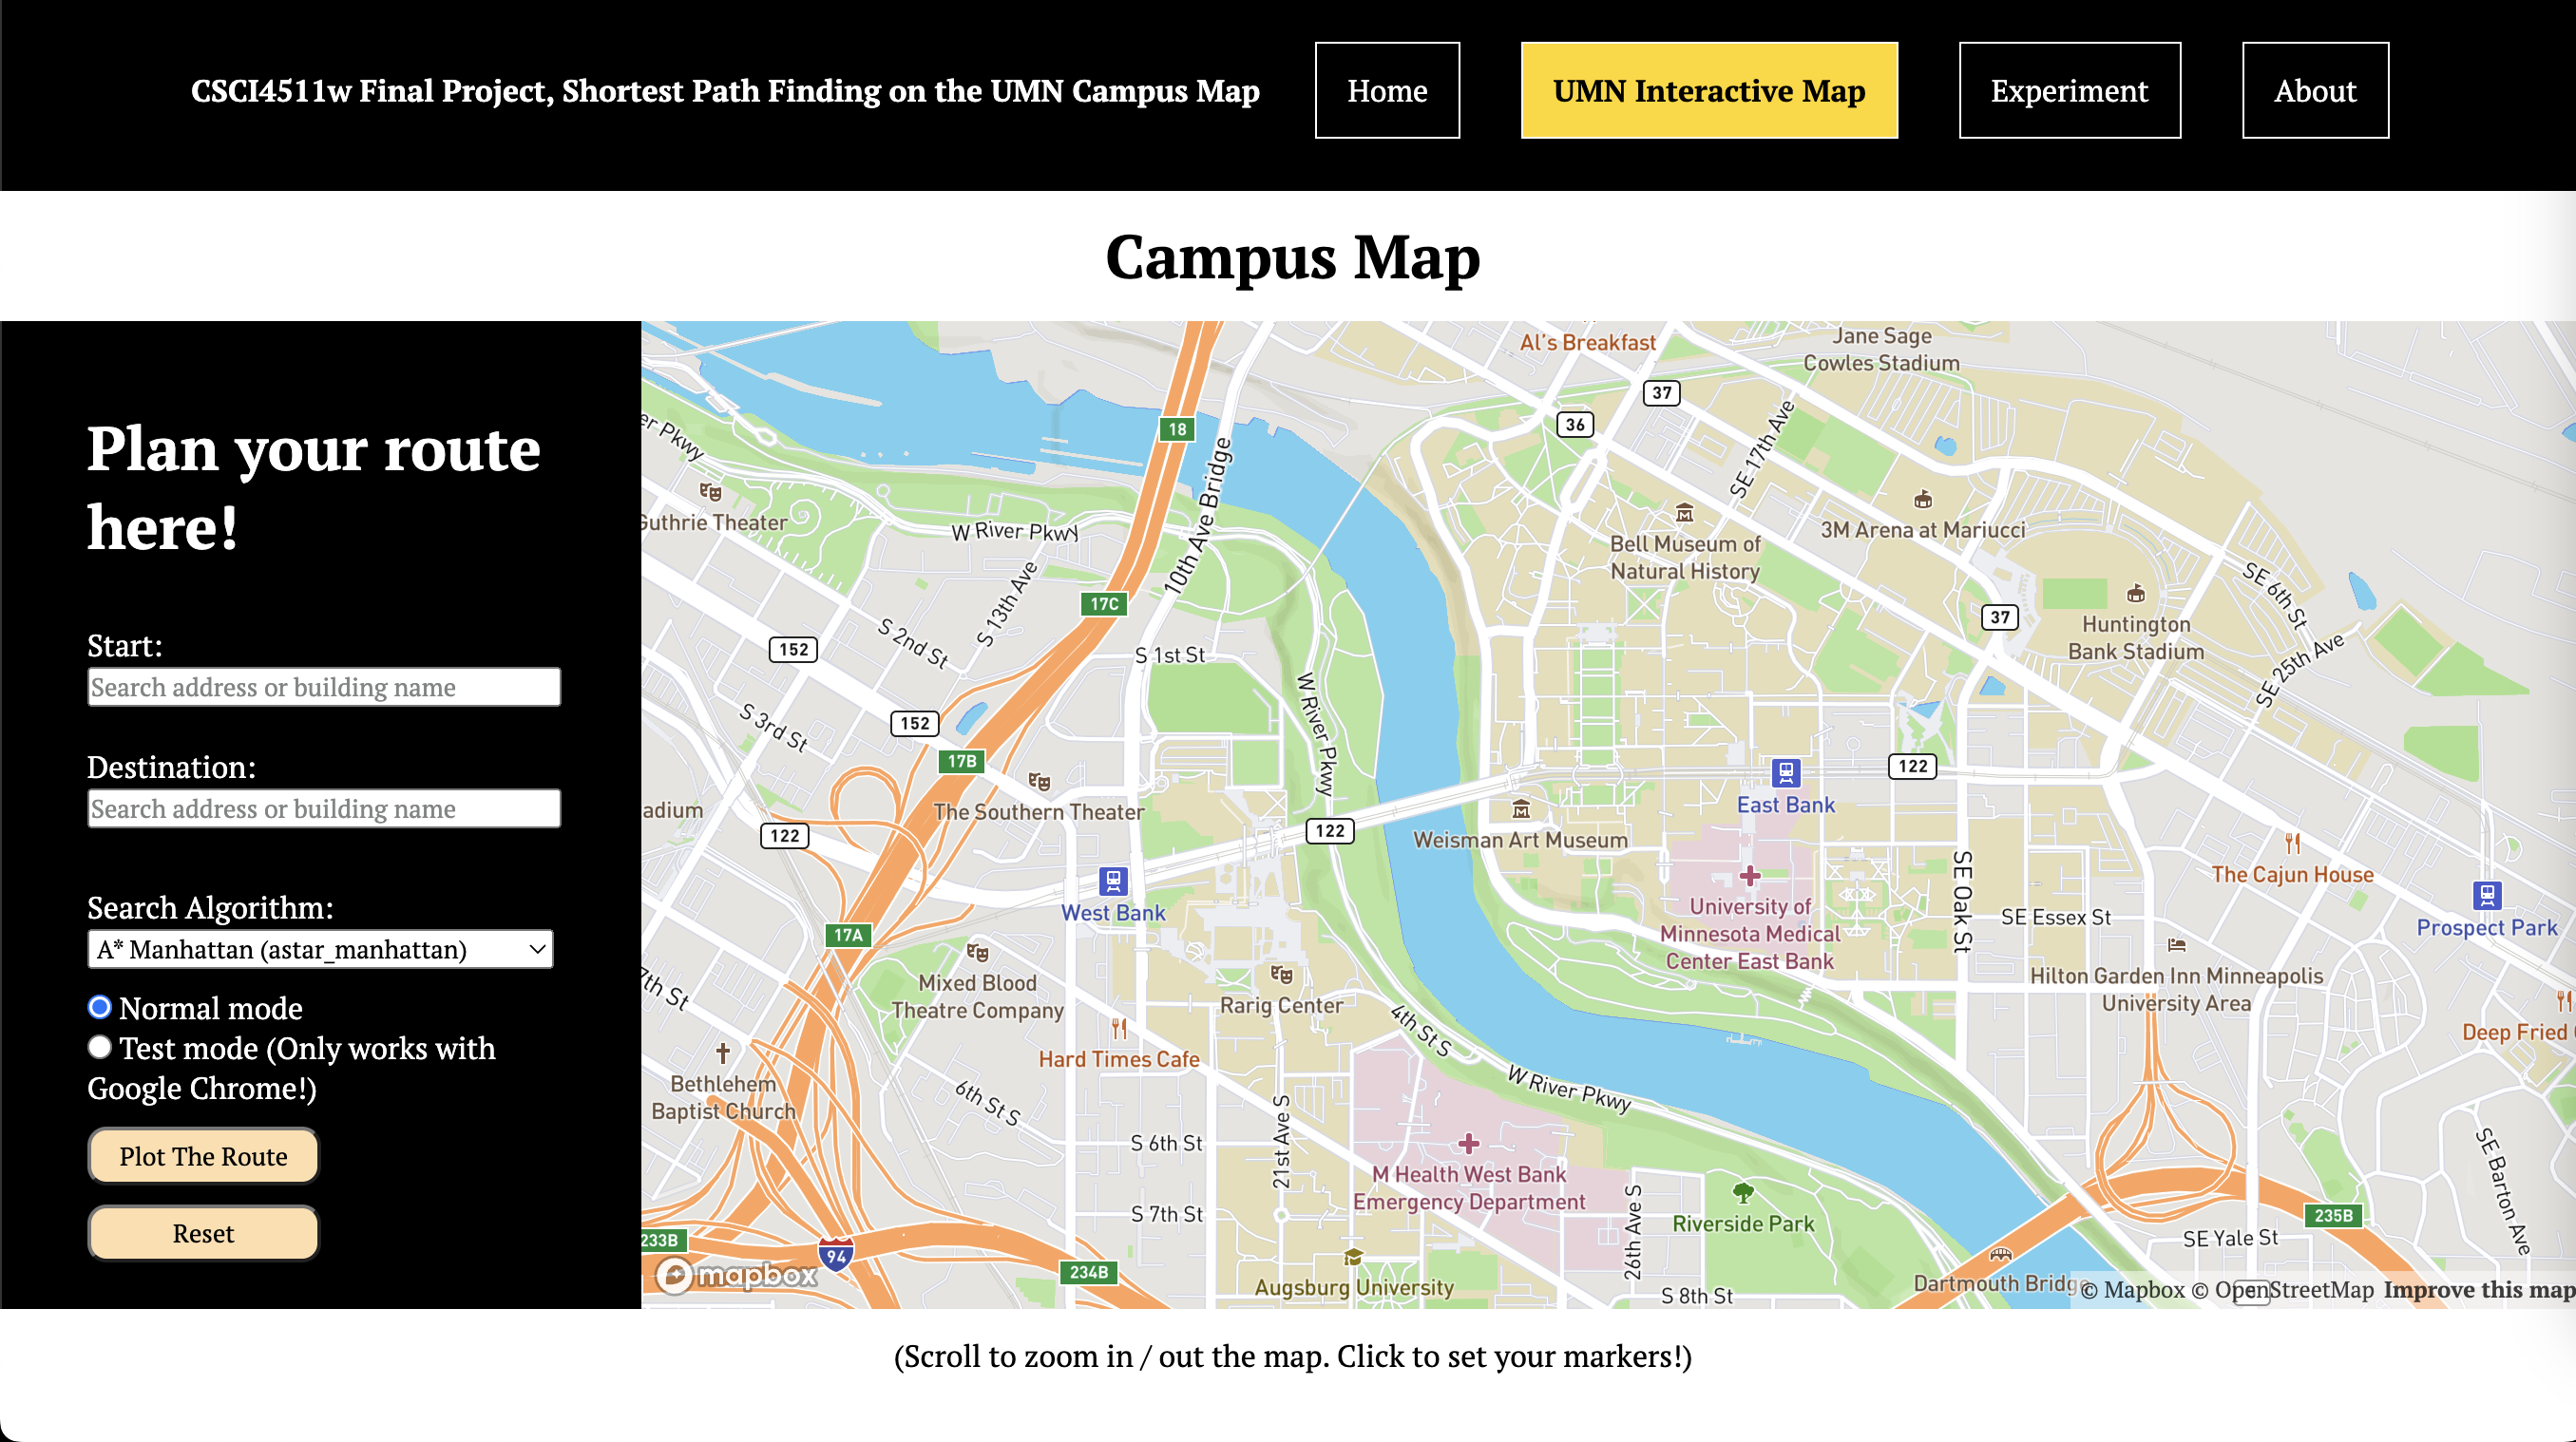 CSCI4511w Final Project, Shortest Path Finding on the UMN Campus Map
Home
UMN Interactive Map
Experiment
About
Campus Map
Plan your route
here!
Start:
Search address or building name
Destination:
Search address or building name
Search Algorithm:
A* Manhattan (astar_manhattan)
Normal mode
Test mode (Only works with
Google Chrome!)
Plot The Route
Reset
Al's Breakfast
Jane Sage
Cowles Stadium
37
36
18
er Pkwy
10th Ave Bridge
SE 17th Ave
Guthrie Theater
W River Pkwy
3M Arena at Mariucci
Bell Museum of
Natural History
S 13th Ave
17C
SE 6th St
37
Huntington
Bank Stadium
S 2nd St
152
S 1st St
SE 25th Ave
W River Pkwy
S 3rd St
152
17B
122
East Bank
adium
The Southern Theater
122
122
Weisman Art Museum
The Cajun House
West Bank
University of
Minnesota Medical
Center East Bank
SE Oak St
SE Essex St
Prospect Park
17A
7th St
Mixed Blood
Theatre Company
Rarig Center
Hilton Garden Inn Minneapolis
University Area
4th St S
Deep Fried
Hard Times Cafe
Bethlehem
Baptist Church
6th St S
W River Pkwy
21st Ave S
S 6th St
M Health West Bank
Emergency Department
SE Barton Ave
S 7th St
26th Ave S
Riverside Park
235B
SE Yale St
233B
94
234B
mapbox
Augsburg University
S 8th St
Dartmouth Bridge
© Mapbox © OpenStreetMap Improve this map
(Scroll to zoom in / out the map. Click to set your markers!)